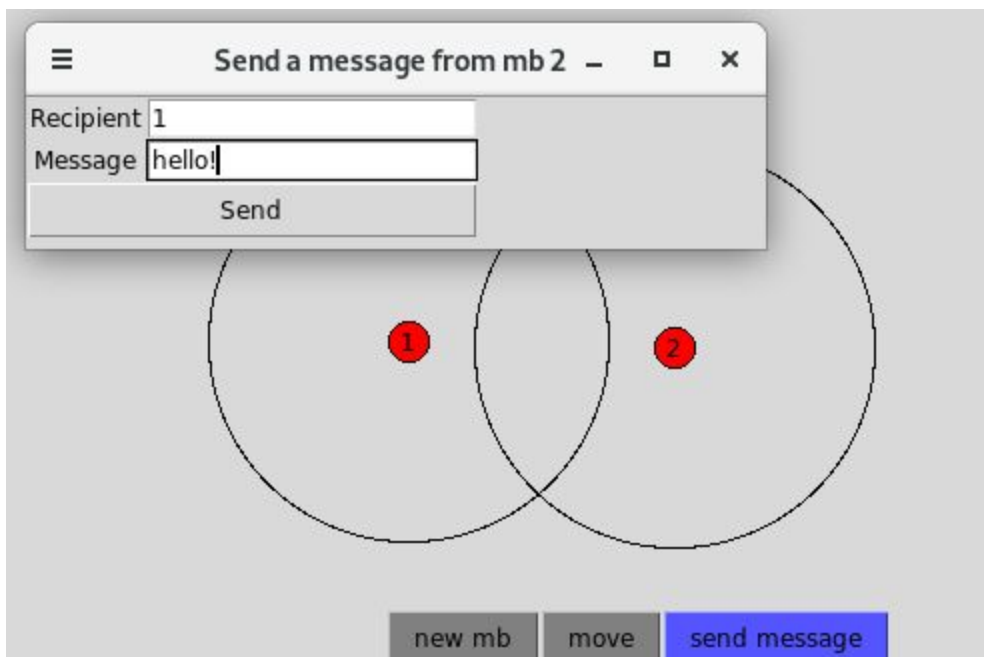 Send a message from mb 2
Recipient 1
Message hello!
Send
1 2
new mb move send message